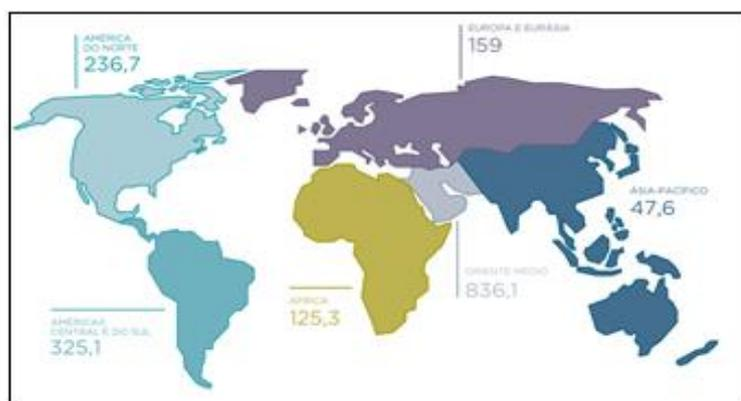 AMÉRICA
DO NORTE
236,7
EUROPA E EURÁSIA
159
ÁSIA-PACÍFICO
47,6
ORIENTE MÉDIO
836,1
ÁFRICA
125,3
AMÉRICAS
CENTRAL E DO SUL
325,1